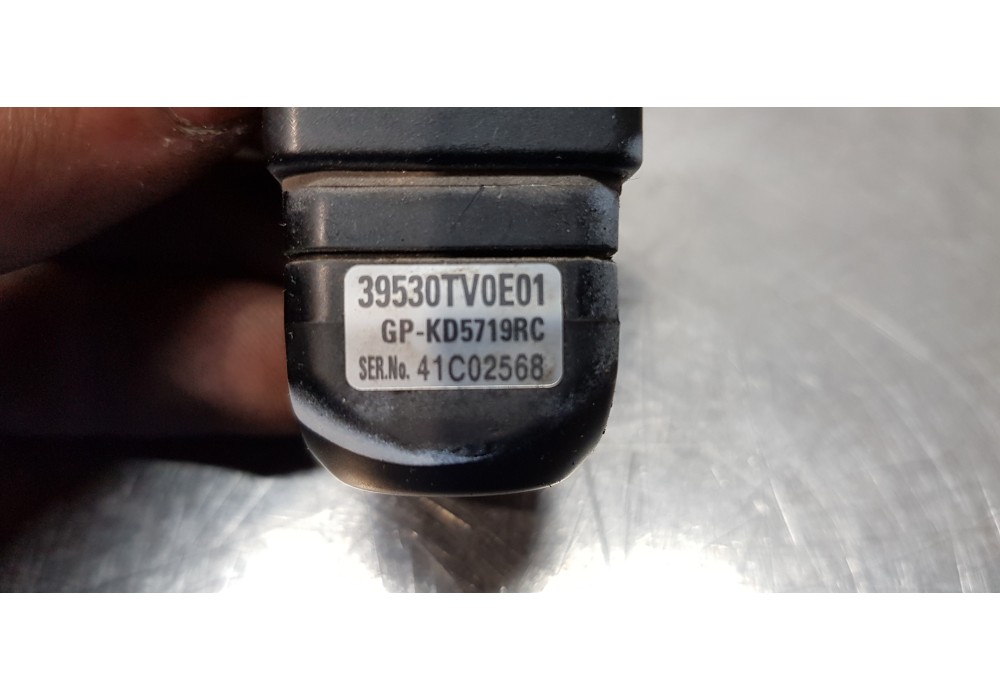 39530TV0E01
GP-KD5719RC
SER.No. 41C02568